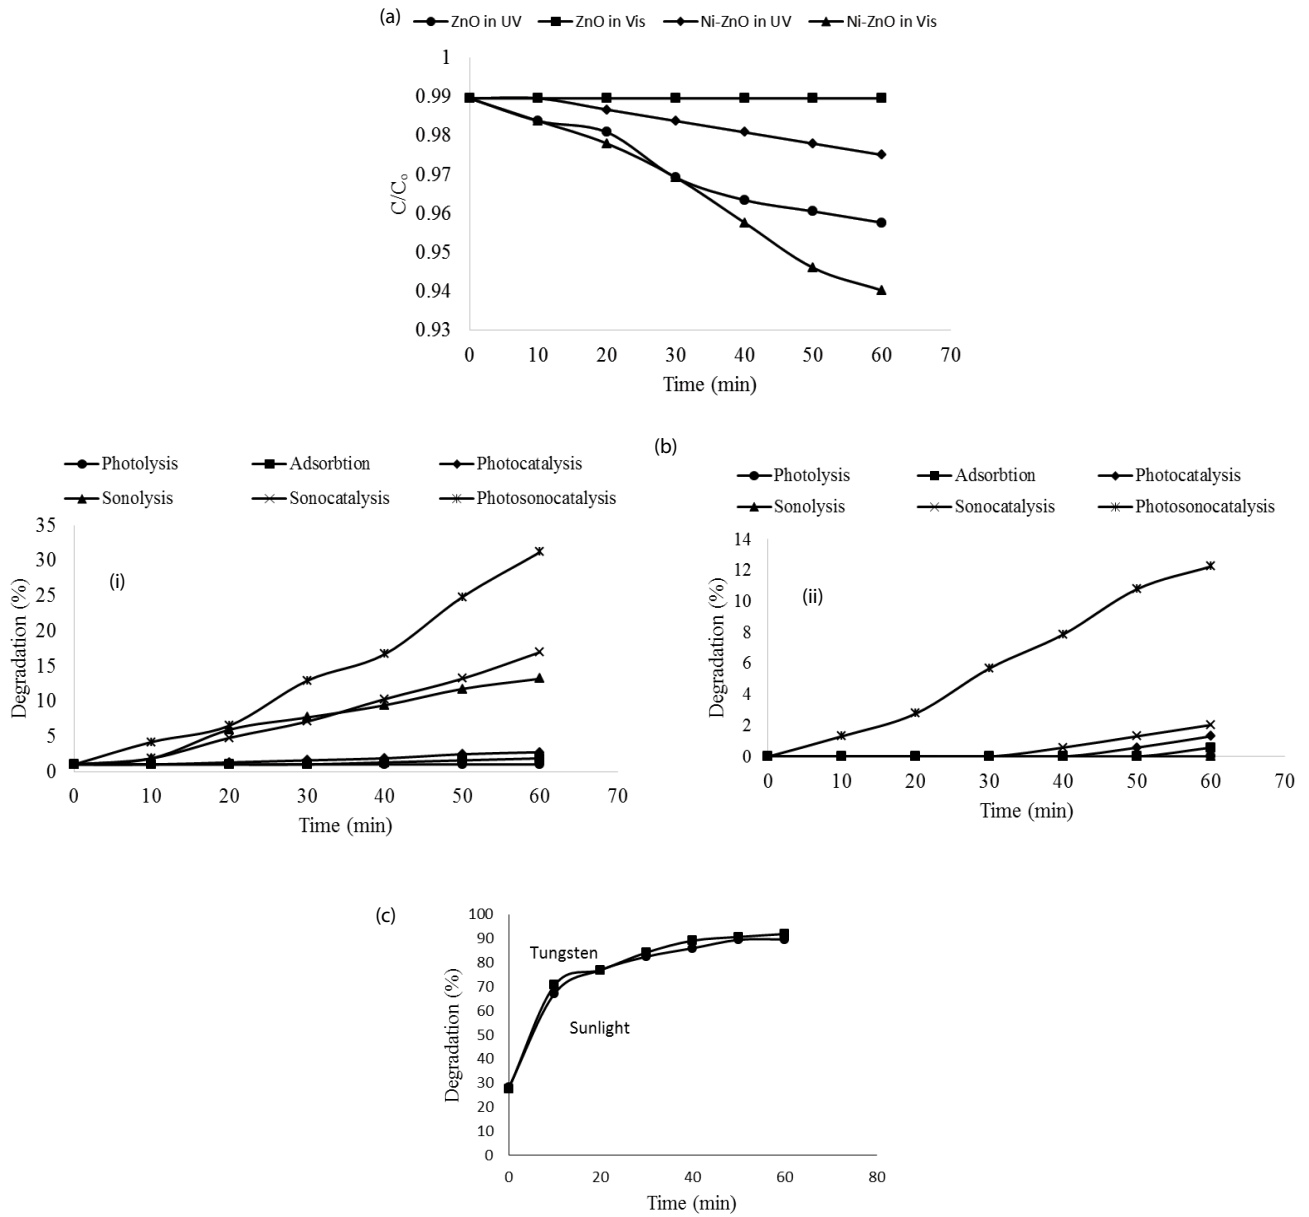 (a)
ZnO in UV ZnO in Vis Ni-ZnO in UV Ni-ZnO in Vis
1
0.99
0.98
0.97
0.96
0.95
0.94
0.93
C/Co
0 10 20 30 40 50 60 70
Time (min)
(b)
Photolysis Adsorbtion Photocatalysis
Sonolysis Sonocatalysis Photosonocatalysis
35
30
25
20
15
10
5
0
Degradation (%)
(i)
0 10 20 30 40 50 60 70
Time (min)
Photolysis Adsorbtion Photocatalysis
Sonolysis Sonocatalysis Photosonocatalysis
14
12
10
8
6
4
2
0
Degradation (%)
(ii)
0 10 20 30 40 50 60 70
Time (min)
(c)
100
90
80
70
60
50
40
30
20
10
0
Degradation (%)
Tungsten
Sunlight
0 20 40 60 80
Time (min)